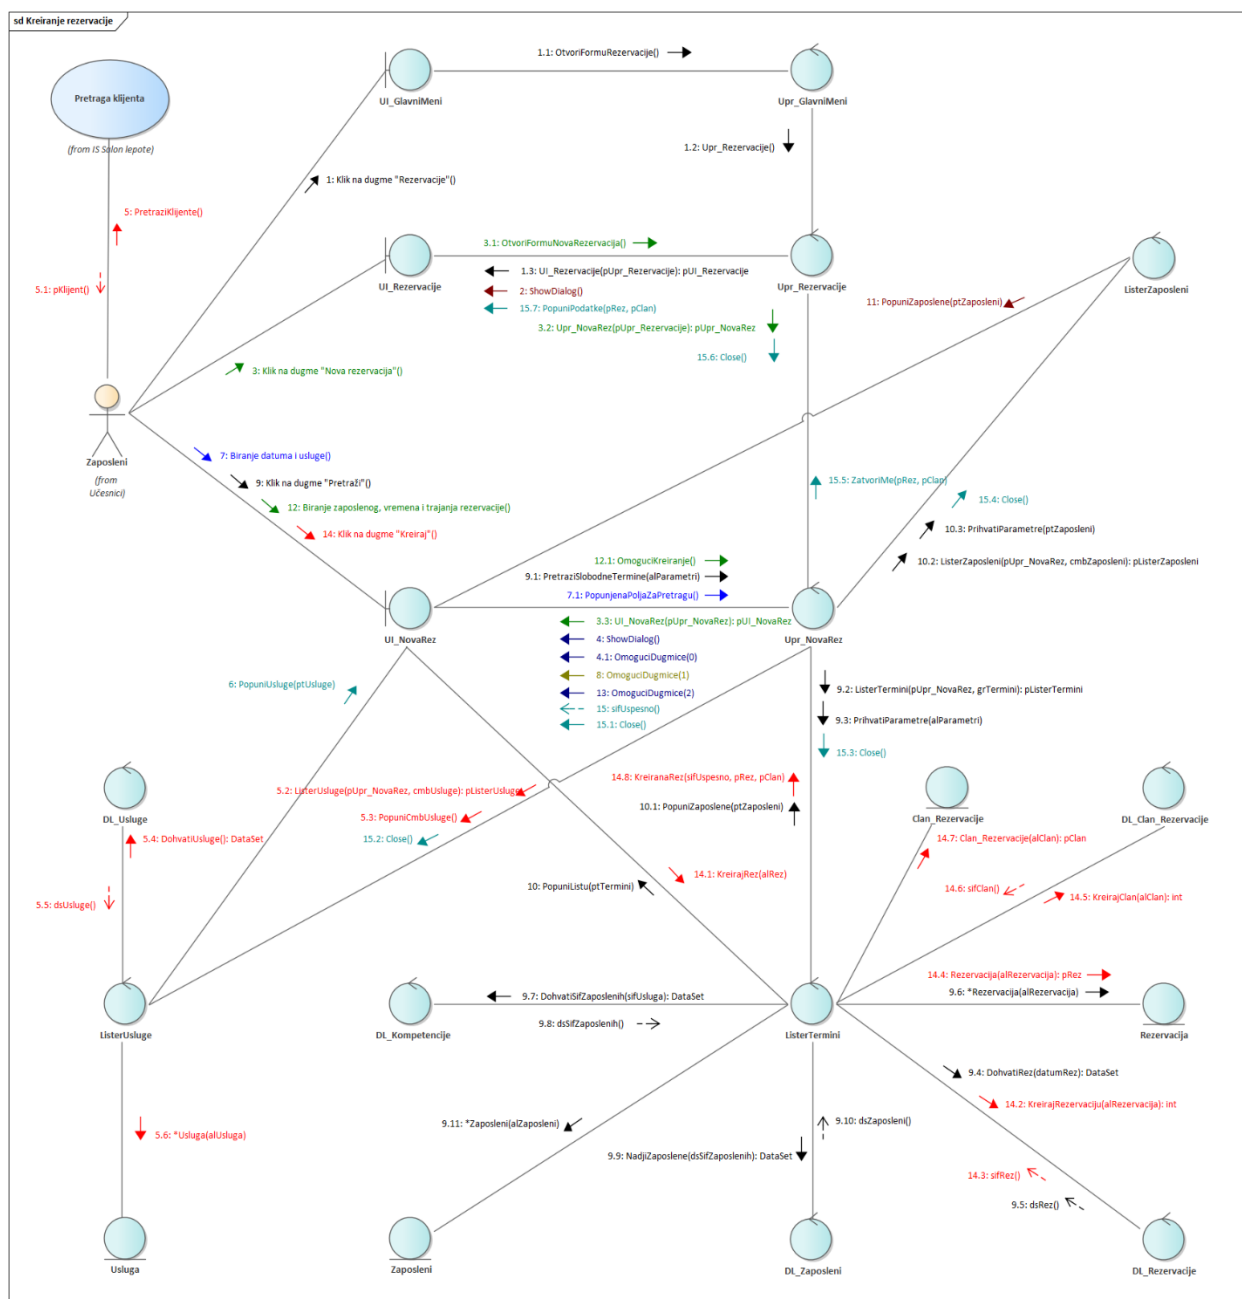 sd Kreiranje rezervacije
1.1: OtvoriFormuRezervacije()
Pretraga klijenta
UI_GlavniMeni
Upr_GlavniMeni
(from IS Salon lepote)
1.2: Upr_Rezervacije()
1: Klik na dugme "Rezervacije"()
5: PretraziKlijente()
3.1: OtvoriFormuNovaRezervacija()
1.3: UI_Rezervacije(pUpr_Rezervacije): pUI_Rezervacije
UI_Rezervacije
Upr_Rezervacije
ListerZaposleni
5.1: pKlijent()
2: ShowDialog()
11: PopuniZaposlene(ptZaposleni)
15.7: PopuniPodatke(pRez, pClan)
3.2: Upr_NovaRez(pUpr_Rezervacije): pUpr_NovaRez
15.6: Close()
3: Klik na dugme "Nova rezervacija"()
Zaposleni
(from
Učesnici)
7: Biranje datuma i usluge()
9: Klik na dugme "Pretraži"()
15.5: ZatvoriMe(pRez, pClan)
15.4: Close()
12: Biranje zaposlenog, vremena i trajanja rezervacije()
14: Klik na dugme "Kreiraj"()
10.3: PrihvatiParametre(ptZaposleni)
12.1: OmoguciKreiranje()
10.2: ListerZaposleni(pUpr_NovaRez, cmbZaposleni): pListerZaposleni
9.1: PretraziSlobodneTermine(alParametri)
7.1: PopunjenaPoljaZaPretragu()
3.3: UI_NovaRez(pUpr_NovaRez): pUI_NovaRez
UI_NovaRez
Upr_NovaRez
4: ShowDialog()
4.1: OmoguciDugmice(0)
8: OmoguciDugmice(1)
6: PopuniUsluge(ptUsluge)
13: OmoguciDugmice(2)
9.2: ListerTermini(pUpr_NovaRez, grTermini): pListerTermini
15: sifUspesno()
9.3: PrihvatiParametre(alParametri)
15.1: Close()
15.3: Close()
14.8: KreiranaRez(sifUspesno, pRez, pClan)
5.2: ListerUsluge(pUpr_NovaRez, cmbUsluge): pListerUsluge
10.1: PopuniZaposlene(ptZaposleni)
DL_Usluge
5.3: PopuniCmbUsluge()
Clan_Rezervacije
DL_Clan_Rezervacije
5.4: DohvatiUsluge(): DataSet
15.2: Close()
14.7: Clan_Rezervacije(alClan): pClan
14.1: KreirajRez(alRez)
10: PopuniListu(ptTermini)
14.6: sifClan()
14.5: KreirajClan(alClan): int
5.5: dsUsluge()
14.4: Rezervacija(alRezervacija): pRez
9.7: DohvatiSifZaposlenih(sifUsluga): DataSet
9.6: *Rezervacija(alRezervacija)
9.8: dsSifZaposlenih()
ListerUsluge
DL_Kompetencije
ListerTermini
Rezervacija
9.4: DohvatiRez(datumRez): DataSet
14.2: KreirajRezervaciju(alRezervacija): int
5.6: *Usluga(alUsluga)
9.11: *Zaposleni(alZaposleni)
9.10: dsZaposleni()
9.9: NadjiZaposlene(dsSifZaposlenih): DataSet
14.3: sifRez()
9.5: dsRez()
Usluga
Zaposleni
DL_Zaposleni
DL_Rezervacije